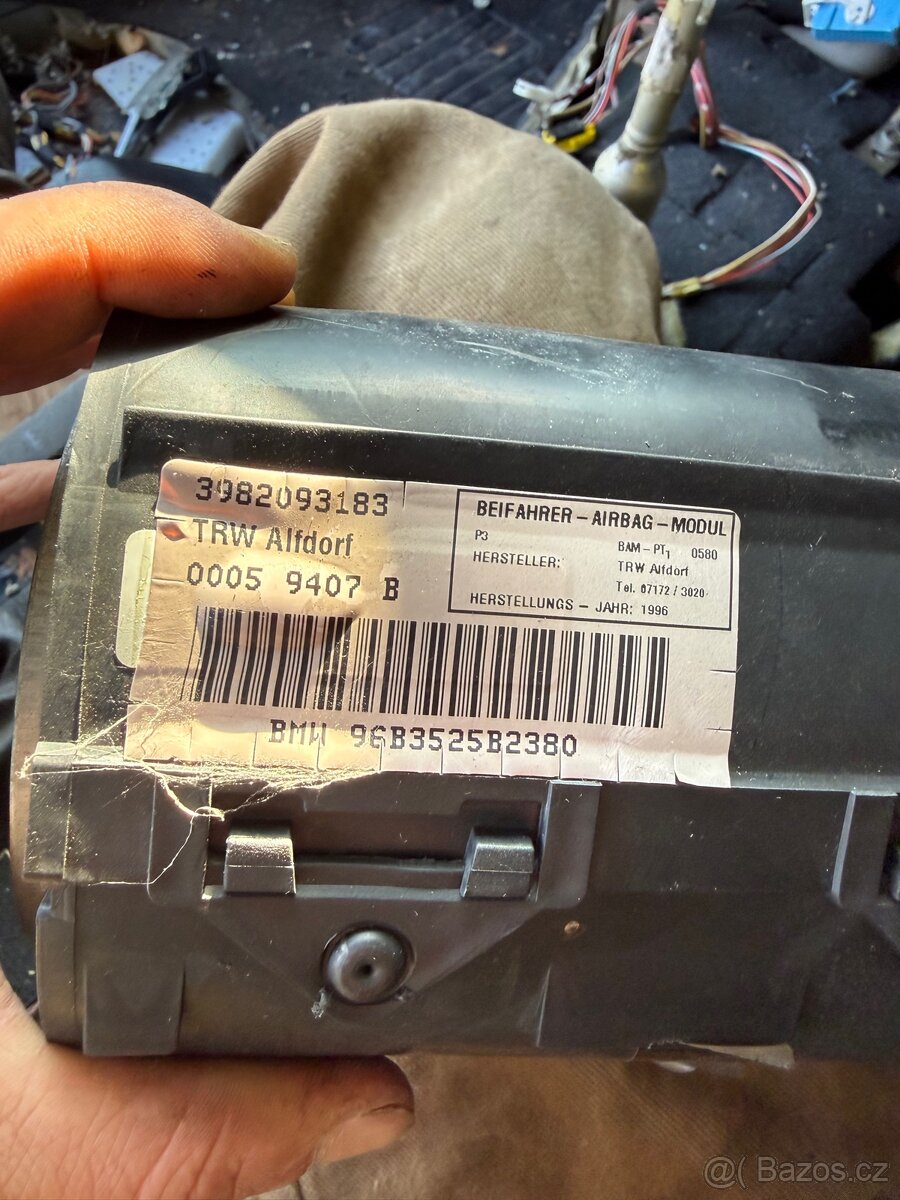 3982093183
TRW Alfdorf
0005 9407 B
BEIFAHRER-AIRBAG-MODUL
P3 BAM-PT1 0580
HERSTELLER: TRW Alfdorf
Tel. 07172/3020
HERSTELLUNGS-JAHR: 1996
BMW 96B3525B2380
@( Bazos.cz